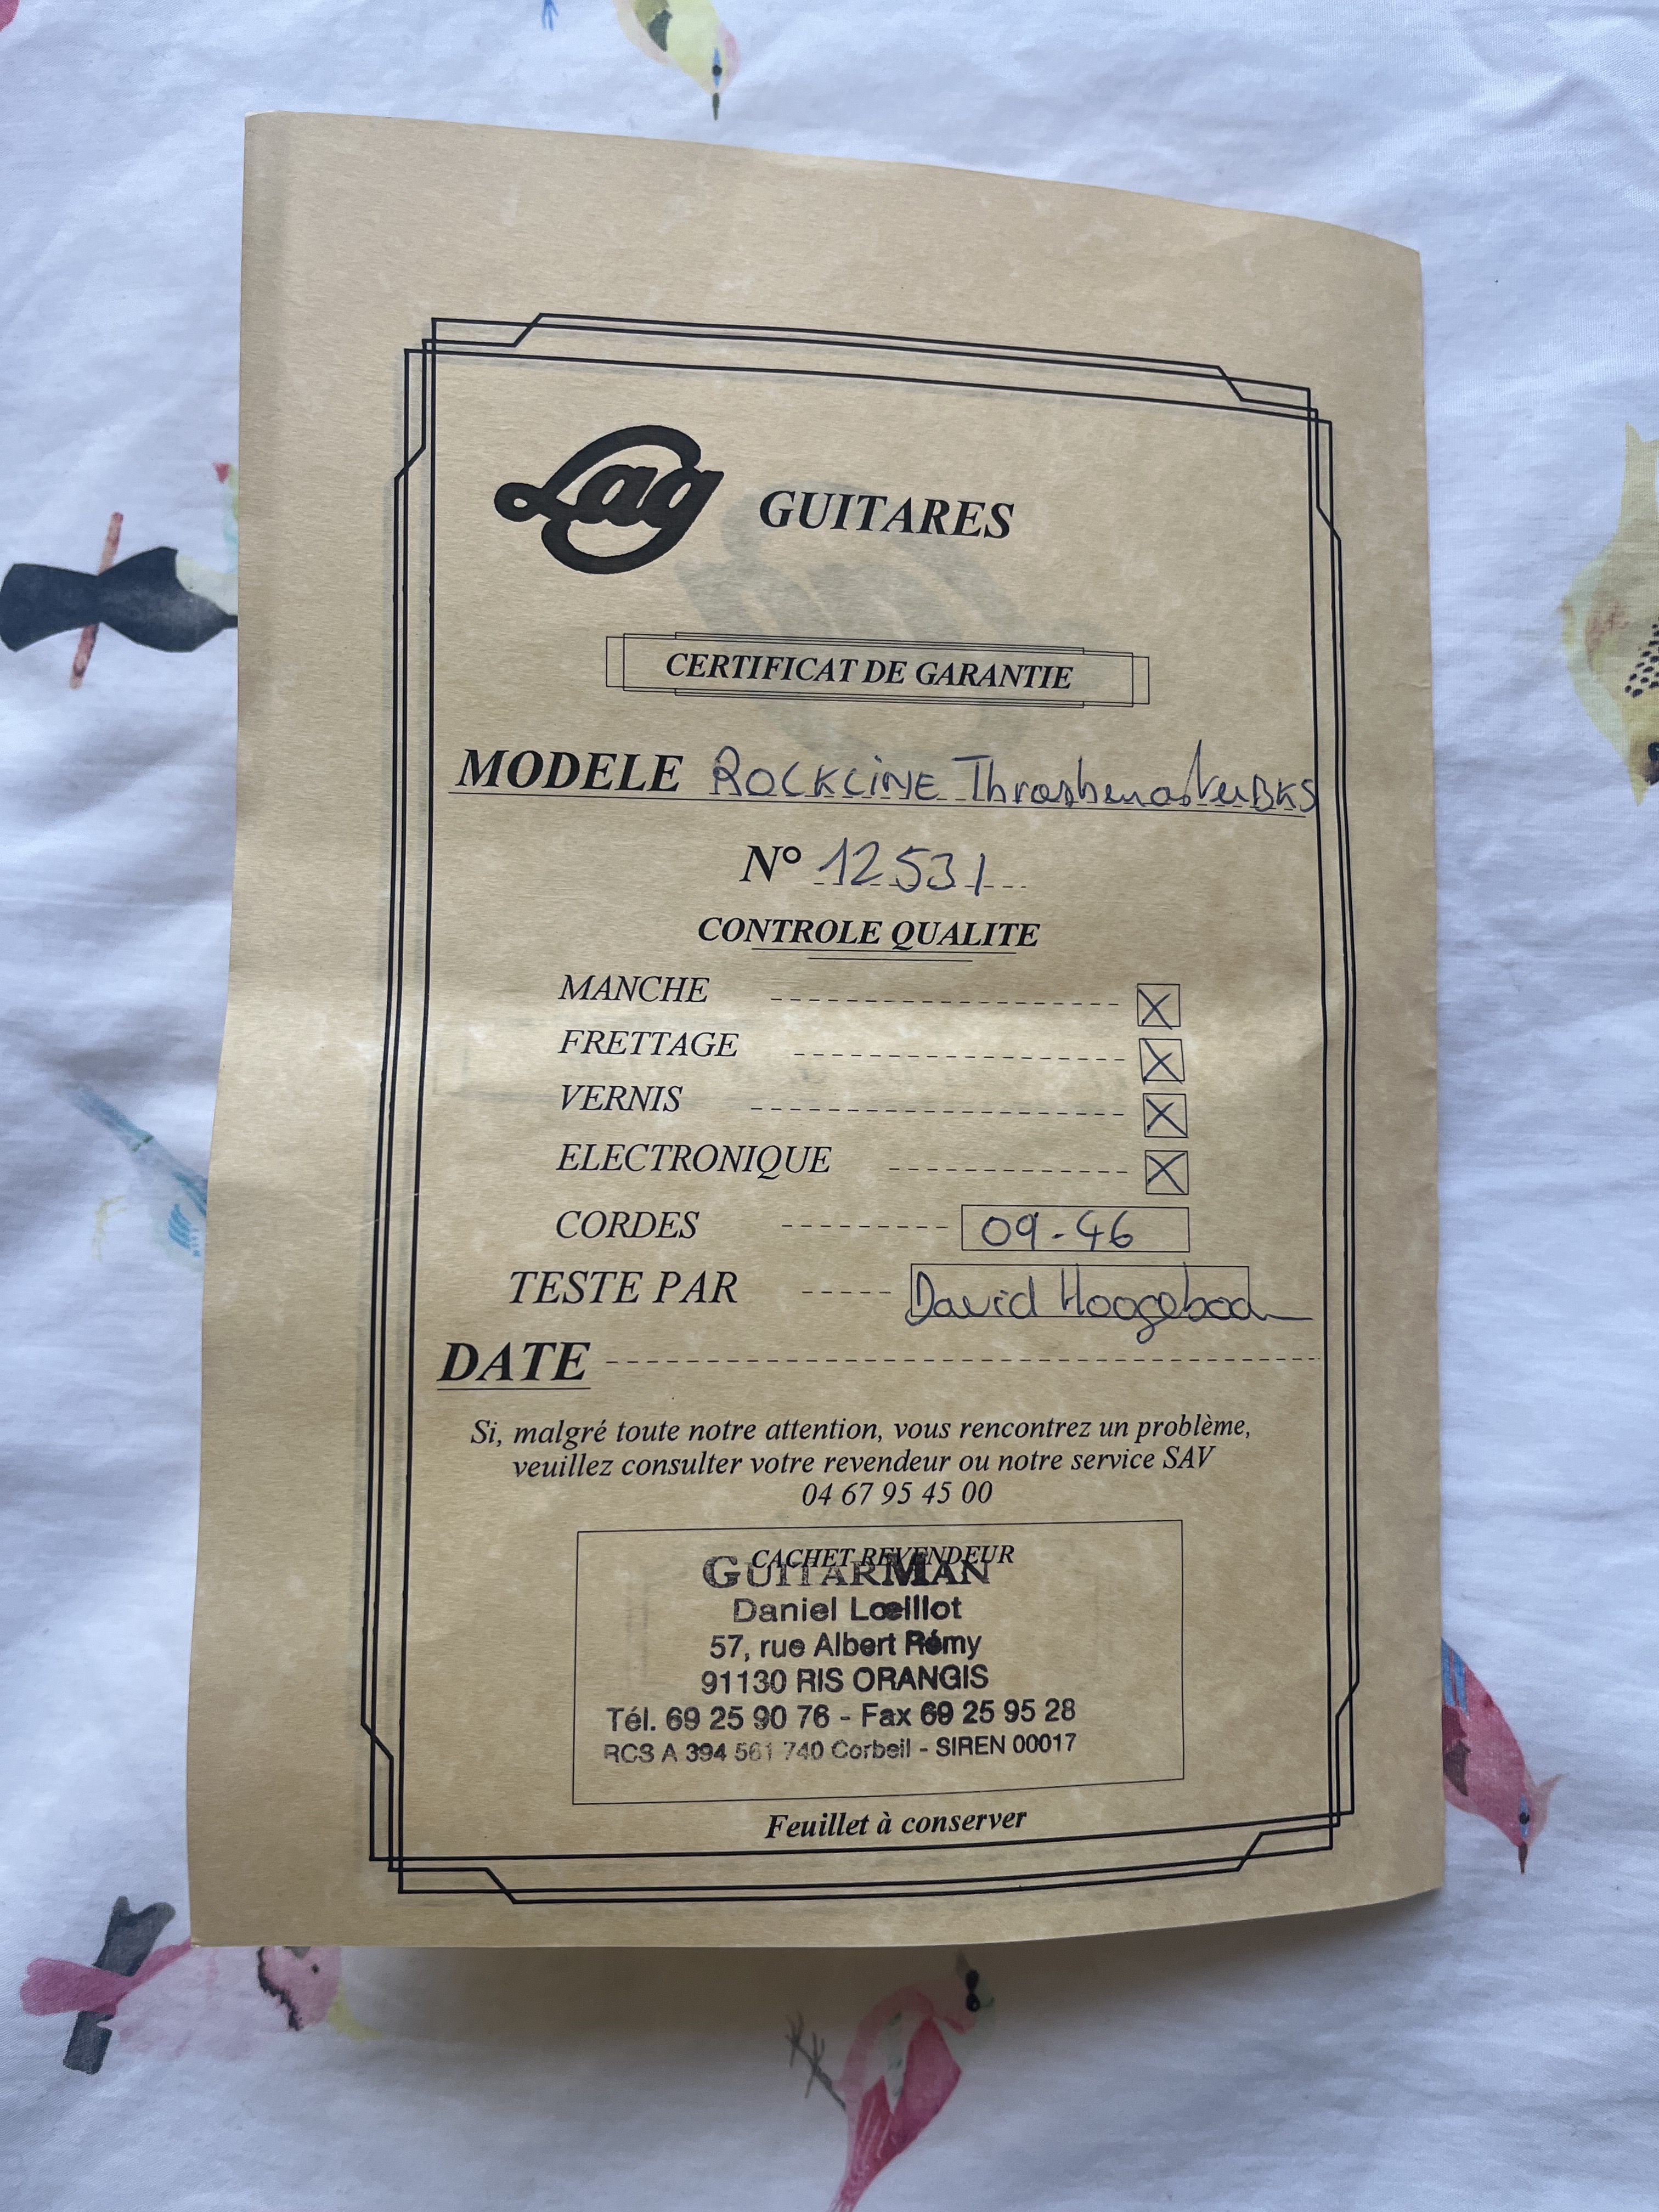 Lag GUITARES
CERTIFICAT DE GARANTIE
MODELE ROCKLINE Thrashmaster BKS
N° 12531
CONTROLE QUALITE
MANCHE ---------- X
FRETTAGE ---------- X
VERNIS ---------- X
ELECTRONIQUE ---------- X
CORDES ---------- 09-46
TESTE PAR ----- David
DATE ----------
Si, malgré toute notre attention, vous rencontrez un problème,
veuillez consulter votre revendeur ou notre service SAV
04 67 95 45 00
CACHET REVENDEUR
GUITARMAN
Daniel Lœillot
57, rue Albert Rémy
91130 RIS ORANGIS
Tél. 69 25 90 76 - Fax 69 25 95 28
RCS A 394 561 740 Corbeil - SIREN 00017
Feuillet à conserver